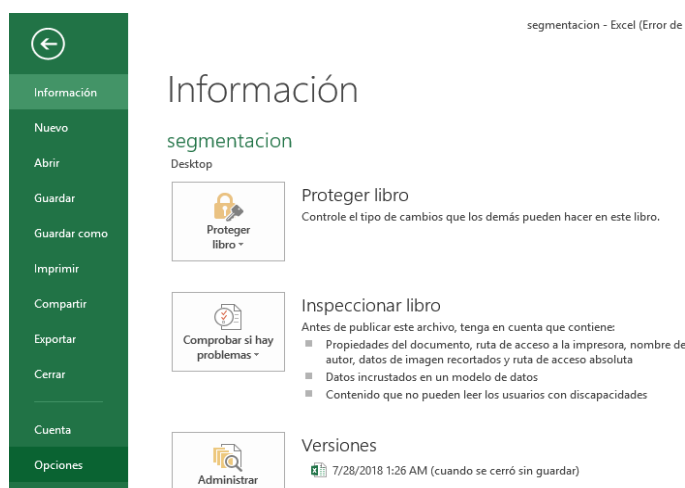 segmentacion - Excel (Error de
Información
Nuevo
Abrir
Guardar
Guardar como
Imprimir
Compartir
Exportar
Cerrar
Cuenta
Opciones
Información
segmentacion
Desktop
Proteger
libro
Proteger libro
Controle el tipo de cambios que los demás pueden hacer en este libro.
Comprobar si hay
problemas
Inspeccionar libro
Antes de publicar este archivo, tenga en cuenta que contiene:
Propiedades del documento, ruta de acceso a la impresora, nombre de
autor, datos de imagen recortados y ruta de acceso absoluta
Datos incrustados en un modelo de datos
Contenido que no pueden leer los usuarios con discapacidades
Administrar
Versiones
7/28/2018 1:26 AM (cuando se cerró sin guardar)